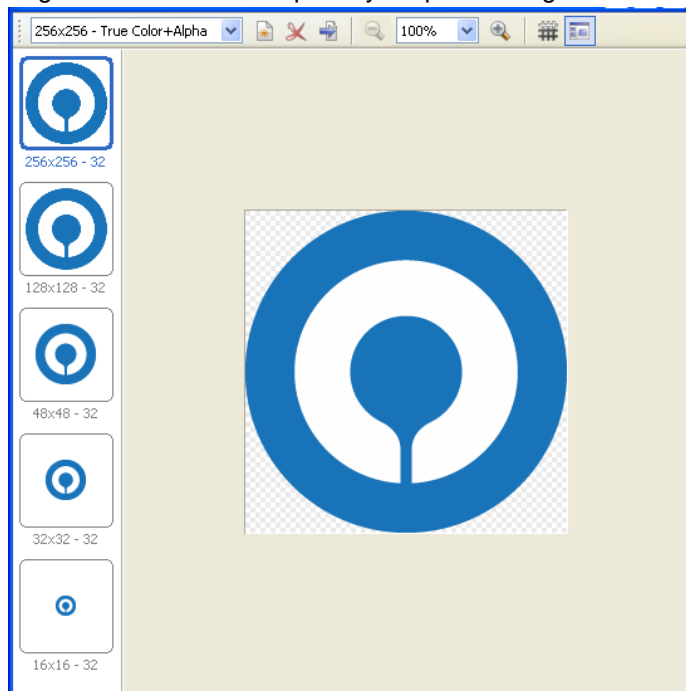 256x256 - True Color+Alpha
100%
256x256 - 32
128x128 - 32
48x48 - 32
32x32 - 32
16x16 - 32